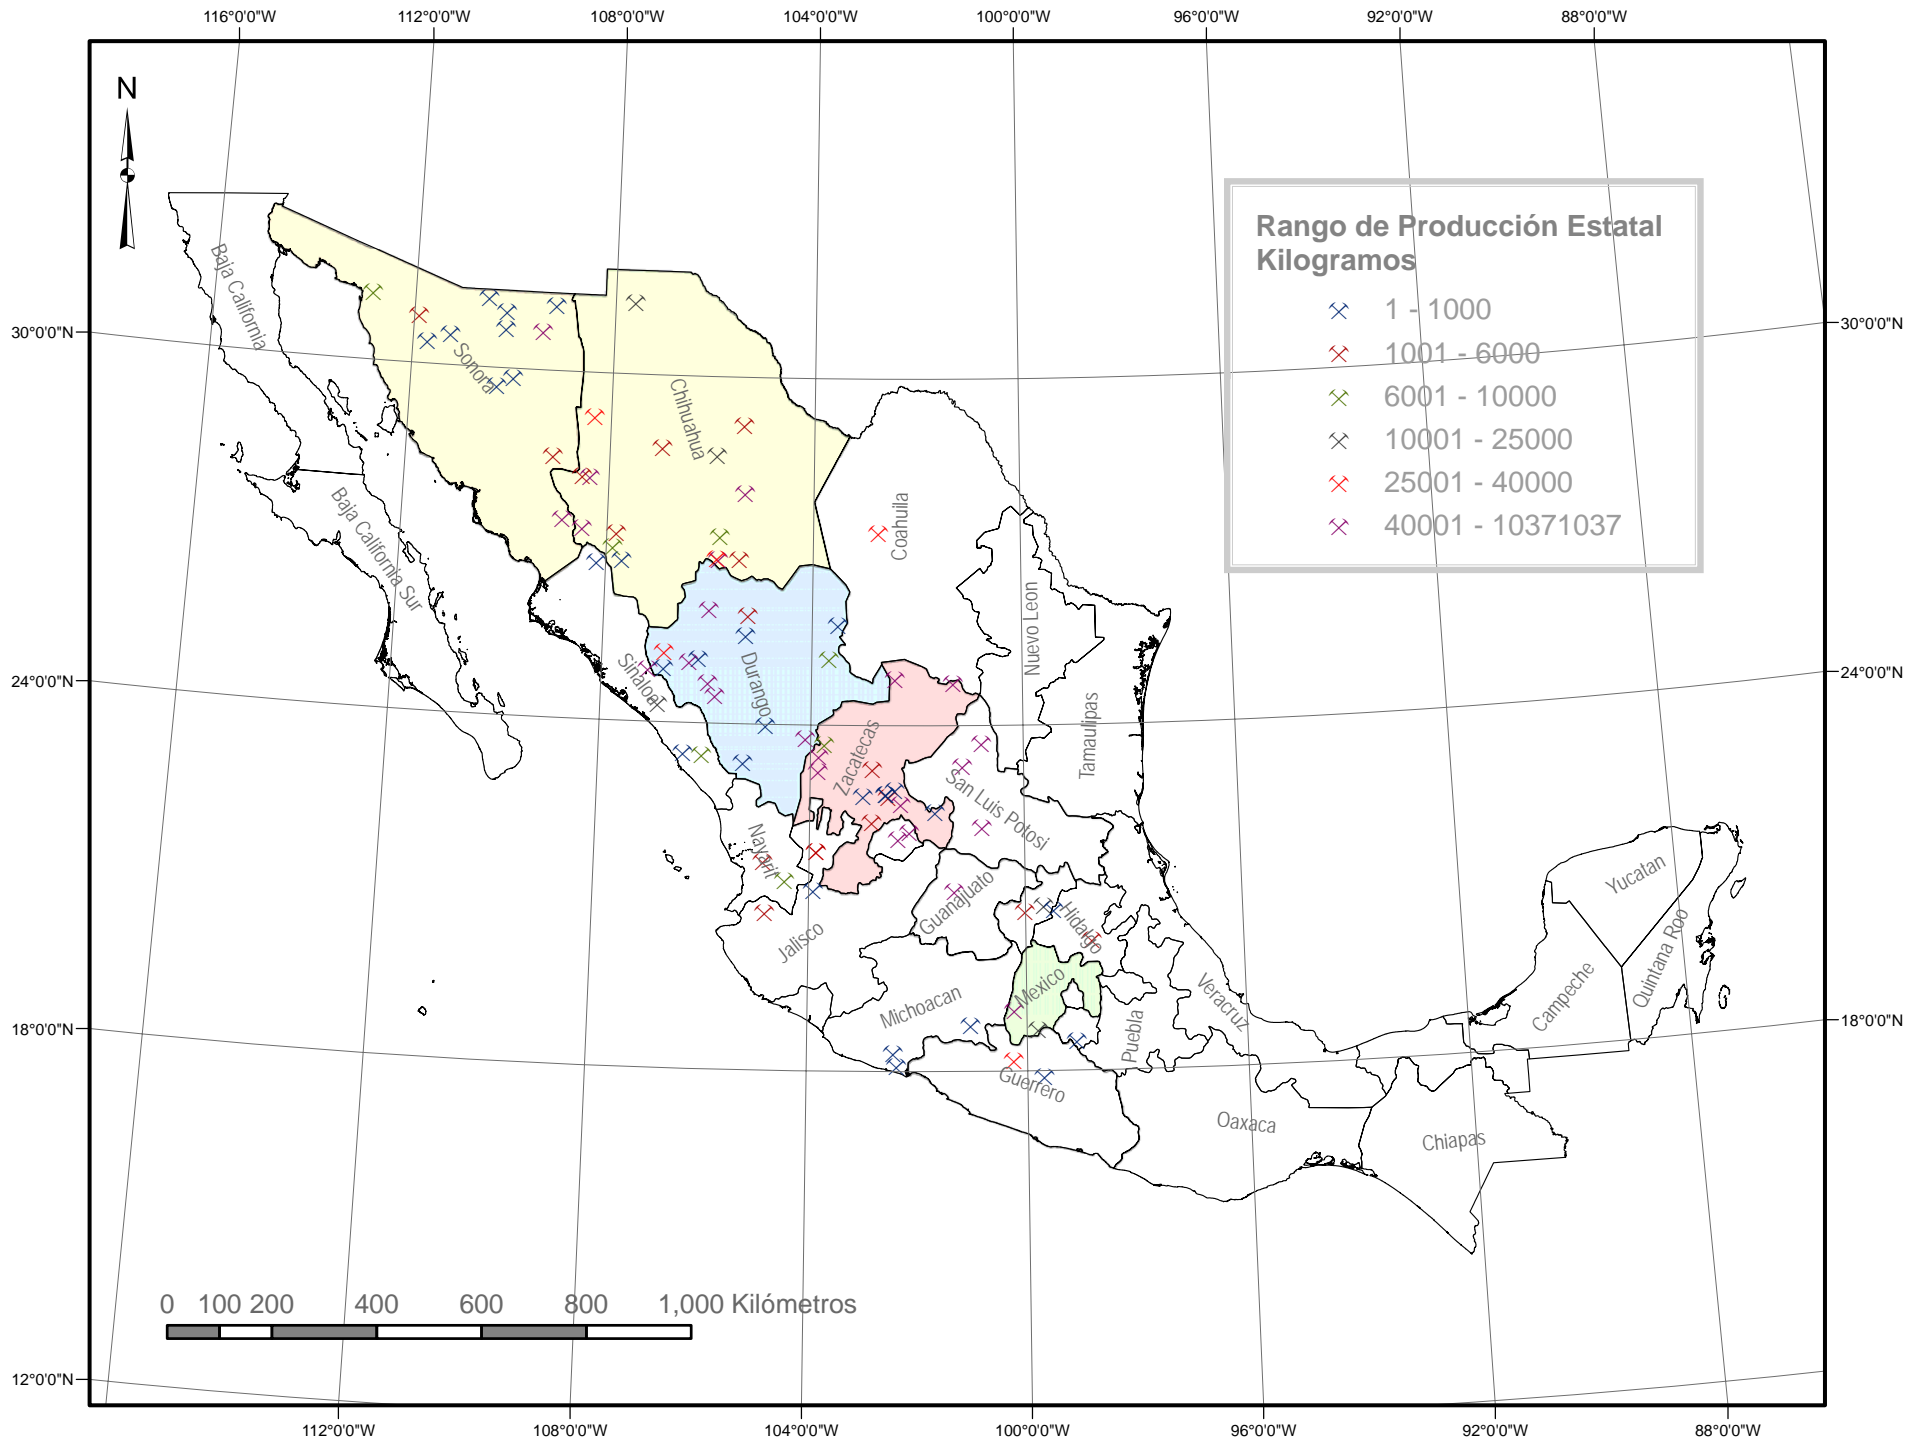 116°0'0"W 112°0'0"W 108°0'0"W 104°0'0"W 100°0'0"W 96°0'0"W 92°0'0"W 88°0'0"W
N
Rango de Producción Estatal
Kilogramos
1 - 1000
1001 - 6000
6001 - 10000
10001 - 25000
25001 - 40000
40001 - 10371037
30°0'0"N
30°0'0"N
24°0'0"N
24°0'0"N
18°0'0"N
18°0'0"N
12°0'0"N
Baja California
Baja California Sur
Sonora
Chihuahua
Coahuila
Nuevo Leon
Tamaulipas
Sinaloa
Durango
Zacatecas
San Luis Potosi
Nayarit
Jalisco
Guanajuato
Hidalgo
Michoacan
Mexico
Puebla
Veracruz
Guerrero
Oaxaca
Chiapas
Campeche
Yucatan
Quintana Roo
0 100 200 400 600 800 1,000 Kilómetros
112°0'0"W 108°0'0"W 104°0'0"W 100°0'0"W 96°0'0"W 92°0'0"W 88°0'0"W